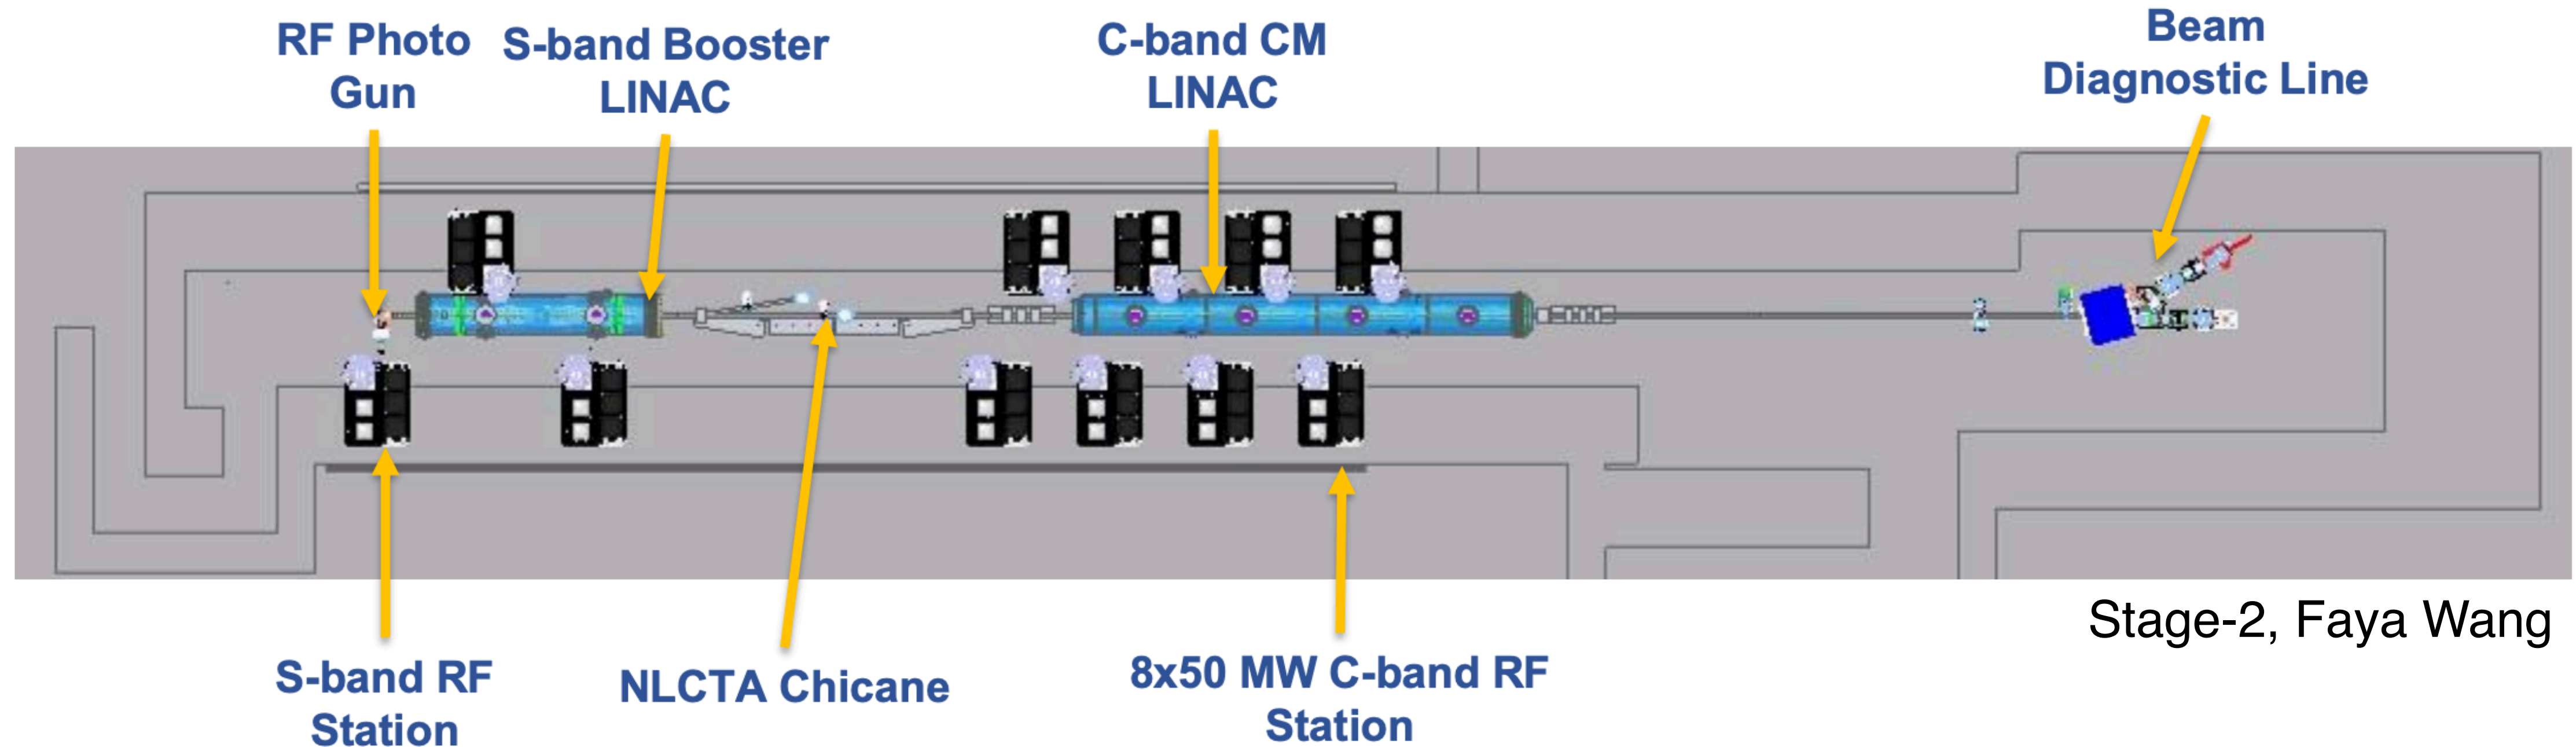 RF Photo
Gun
S-band Booster
LINAC
C-band CM
LINAC
Beam
Diagnostic Line
Stage-2, Faya Wang
S-band RF
Station
NLCTA Chicane
8x50 MW C-band RF
Station